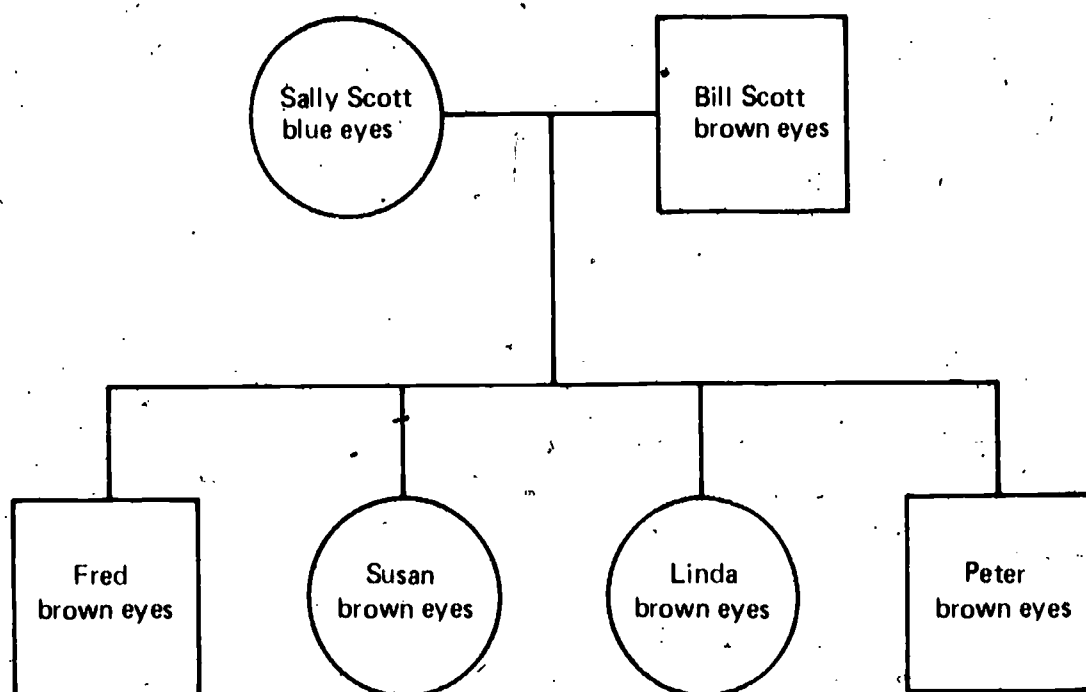 Sally Scott
blue eyes
Bill Scott
brown eyes
Fred
brown eyes
Susan
brown eyes
Linda
brown eyes
Peter
brown eyes